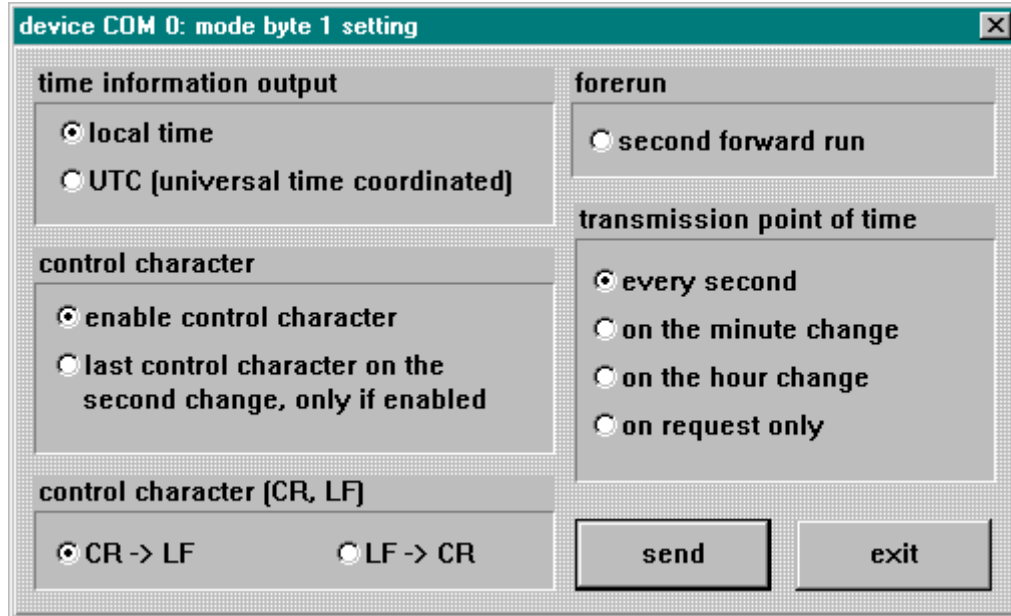 device COM 0: mode byte 1 setting
time information output
local time
UTC (universal time coordinated)
control character
enable control character
last control character on the
second change, only if enabled
control character (CR, LF)
CR -> LF
LF -> CR
forerun
second forward run
transmission point of time
every second
on the minute change
on the hour change
on request only
send
exit